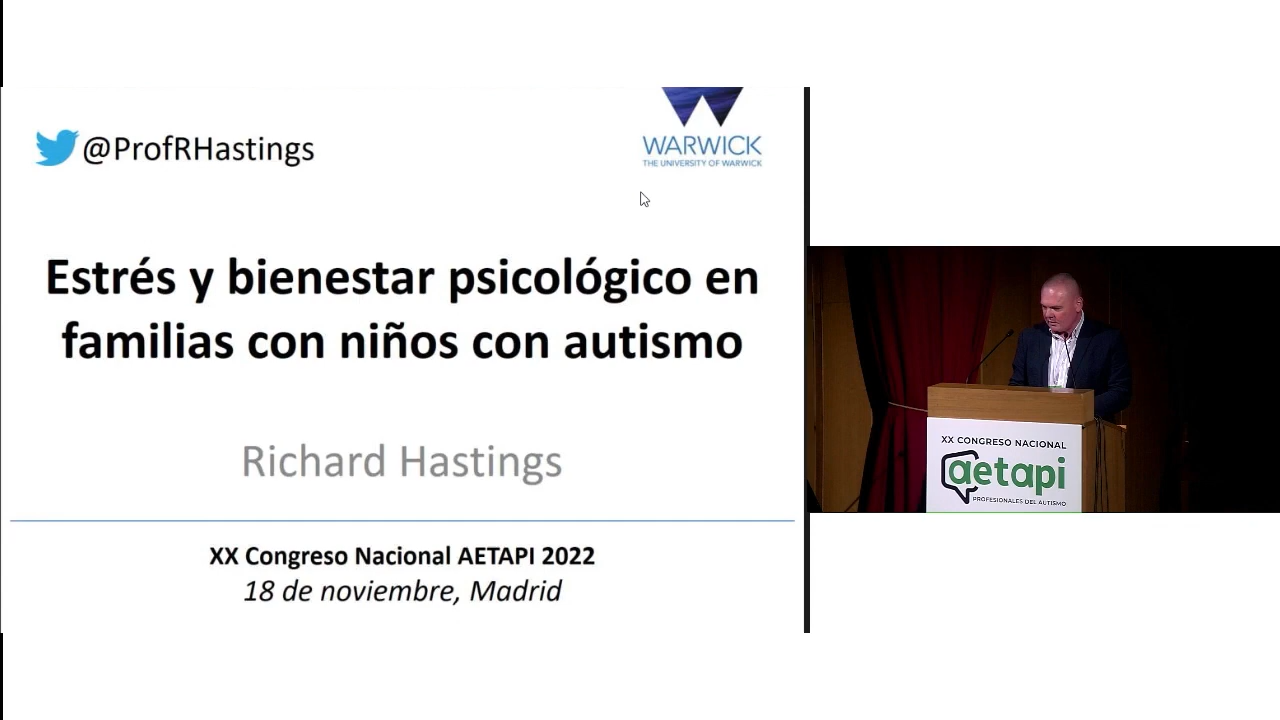 @ProfRHastings
WARWICK
THE UNIVERSITY OF WARWICK
Estrés y bienestar psicológico en
familias con niños con autismo
Richard Hastings
XX Congreso Nacional AETAPI 2022
18 de noviembre, Madrid
XX CONGRESO NACIONAL
aetapi
PROFESIONALES DEL AUTISMO